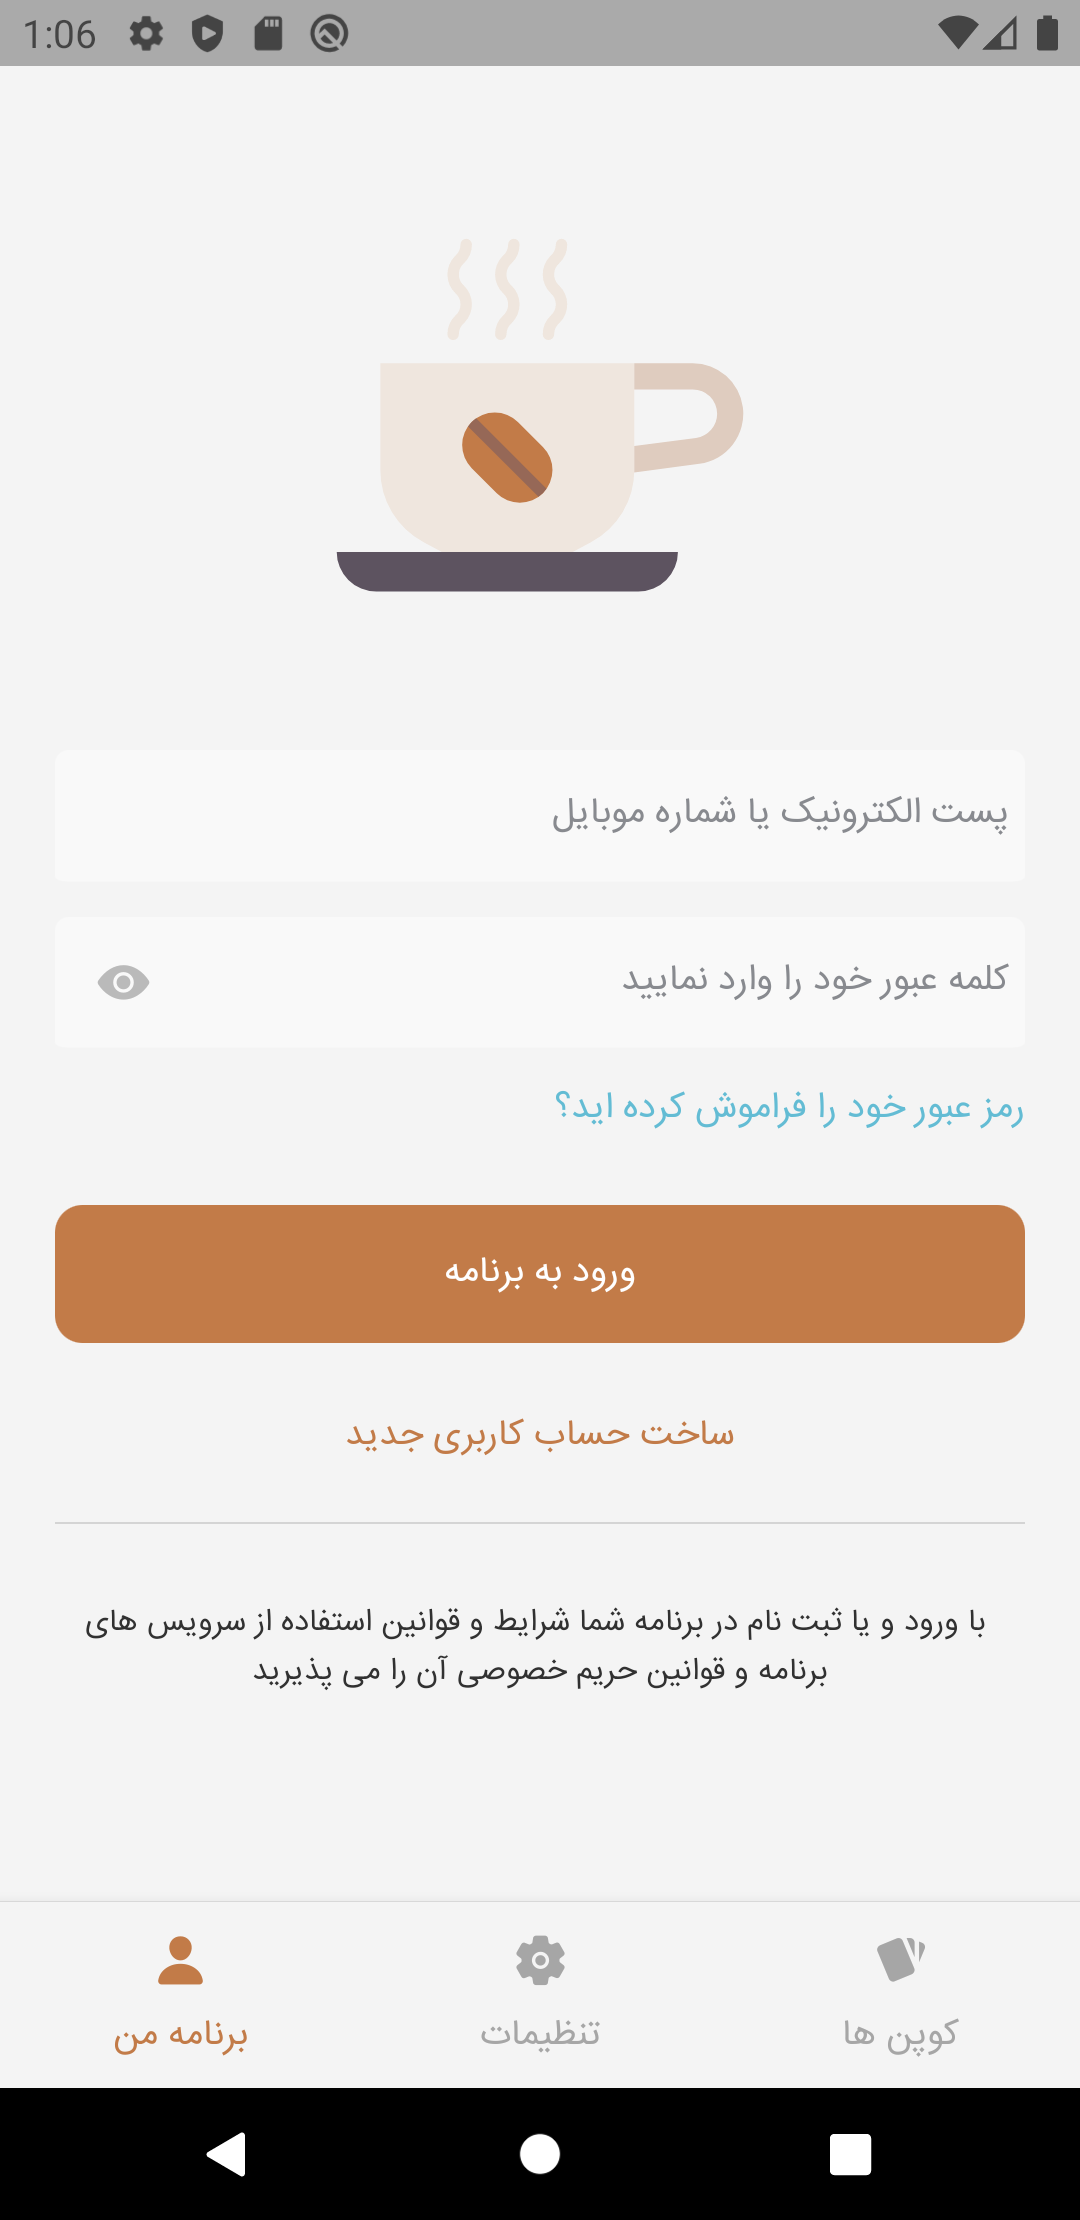 1:06
پست الکترونیک یا شماره موبایل
کلمه عبور خود را وارد نمایید
رمز عبور خود را فراموش کرده اید؟
ورود به برنامه
ساخت حساب کاربری جدید
با ورود و یا ثبت نام در برنامه شما شرایط و قوانین استفاده از سرویس های
برنامه و قوانین حریم خصوصی آن را می پذیرید
کوپن ها
تنظیمات
برنامه من